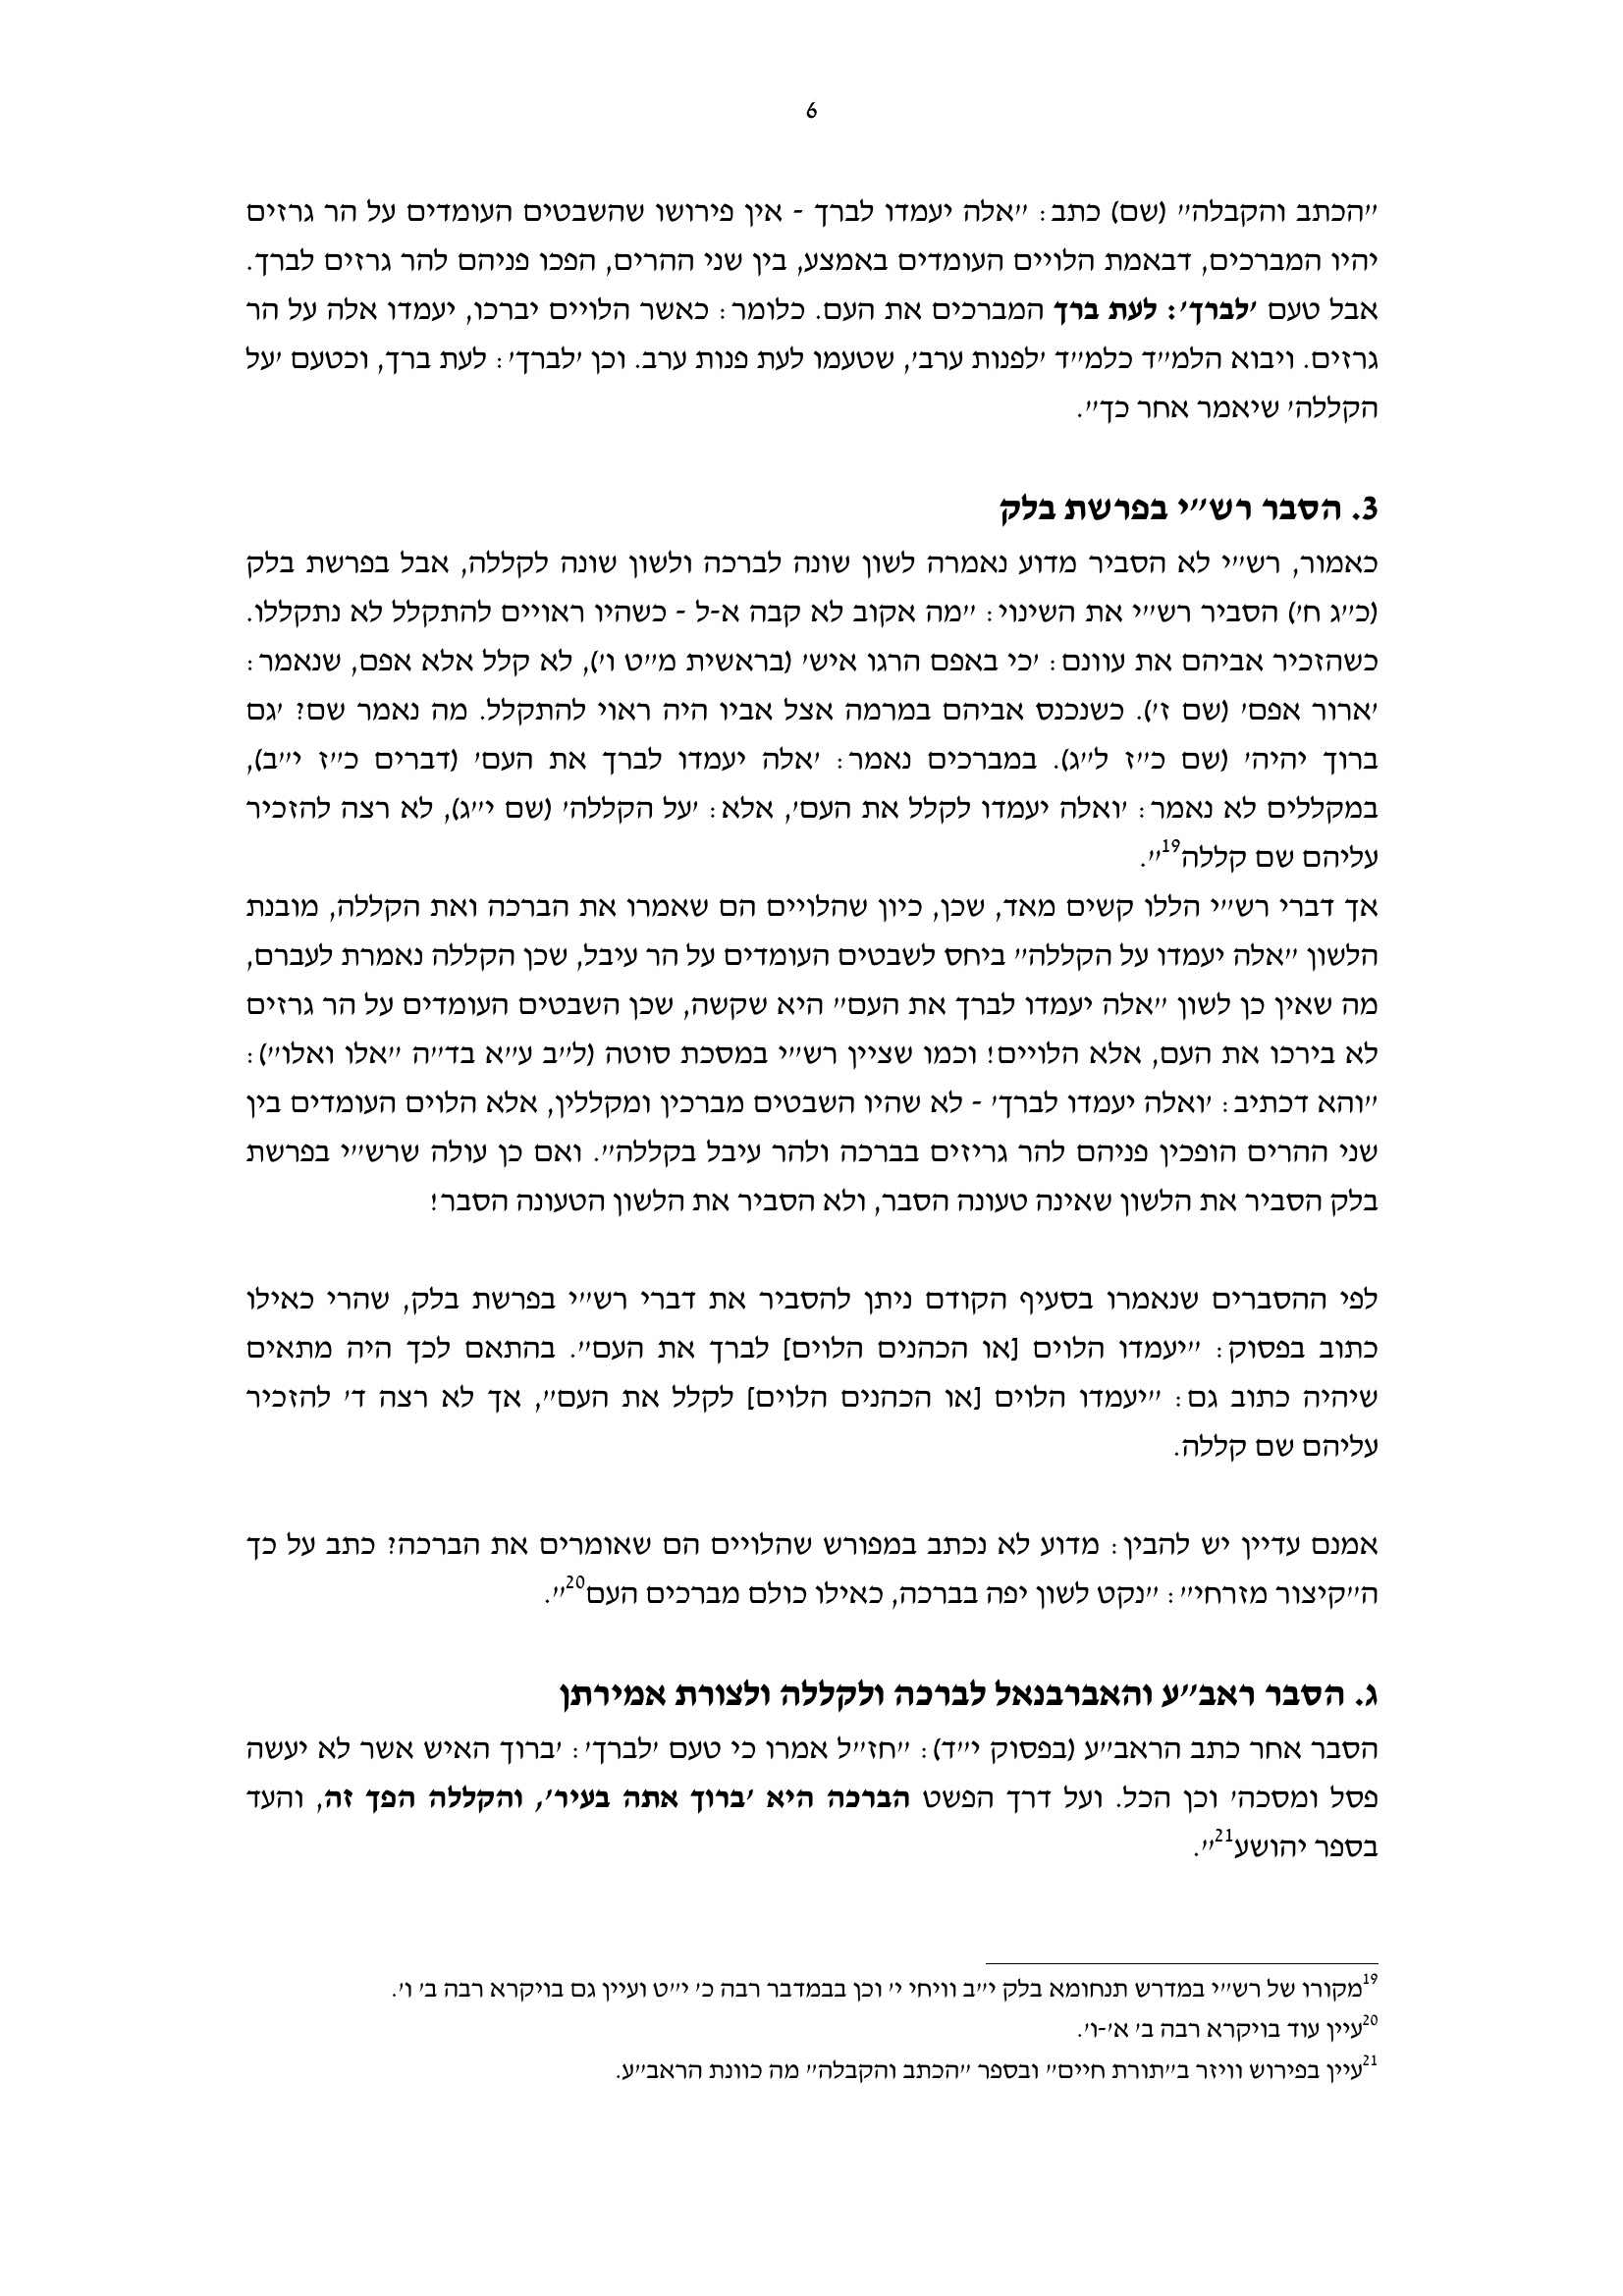 6
"הכתב והקבלה" (שם) כתב: "אלה יעמדו לברך - אין פירושו שהשבטים העומדים על הר גרזים
יהיו המברכים, דבאמת הלויים העומדים באמצע, בין שני ההרים, הפכו פניהם להר גרזים לברך.
אבל טעם 'לברך': לעת ברך המברכים את העם. כלומר: כאשר הלויים יברכו, יעמדו אלה על הר
גרזים. ויבוא הלמ"ד כלמ"ד 'לפנות ערב', שטעמו לעת פנות ערב. וכן 'לברך': לעת ברך, וכטעם 'על
הקללה' שיאמר אחר כך".
3. הסבר רש"י בפרשת בלק
כאמור, רש"י לא הסביר מדוע נאמרה לשון שונה לברכה ולשון שונה לקללה, אבל בפרשת בלק
(כ"ג ח') הסביר רש"י את השינוי: "מה אקוב לא קבה א-ל - כשהיו ראויים להתקלל לא נתקללו.
כשהזכיר אביהם את עוונם: 'כי באפם הרגו איש' (בראשית מ"ט ו'), לא קלל אלא אפם, שנאמר:
'ארור אפם' (שם ז'). כשנכנס אביהם במרמה אצל אביו היה ראוי להתקלל. מה נאמר שם? 'גם
ברוך יהיה' (שם כ"ז ל"ג). במברכים נאמר: 'אלה יעמדו לברך את העם' (דברים כ"ז י"ב),
במקללים לא נאמר: 'ואלה יעמדו לקלל את העם', אלא: 'על הקללה' (שם י"ג), לא רצה להזכיר
עליהם שם קללה19".
אך דברי רש"י הללו קשים מאד, שכן, כיון שהלויים הם שאמרו את הברכה ואת הקללה, מובנת
הלשון "אלה יעמדו על הקללה" ביחס לשבטים העומדים על הר עיבל, שכן הקללה נאמרת לעברם,
מה שאין כן לשון "אלה יעמדו לברך את העם" היא שקשה, שכן השבטים העומדים על הר גרזים
לא בירכו את העם, אלא הלויים! וכמו שציין רש"י במסכת סוטה (ל"ב ע"א בד"ה "אלו ואלו"):
"והא דכתיב: 'ואלה יעמדו לברך' - לא שהיו השבטים מברכין ומקללין, אלא הלוים העומדים בין
שני ההרים הופכין פניהם להר גריזים בברכה ולהר עיבל בקללה". ואם כן עולה שרש"י בפרשת
בלק הסביר את הלשון שאינה טעונה הסבר, ולא הסביר את הלשון הטעונה הסבר!
לפי ההסברים שנאמרו בסעיף הקודם ניתן להסביר את דברי רש"י בפרשת בלק, שהרי כאילו
כתוב בפסוק: "יעמדו הלוים [או הכהנים הלוים] לברך את העם". בהתאם לכך היה מתאים
שיהיה כתוב גם: "יעמדו הלוים [או הכהנים הלוים] לקלל את העם", אך לא רצה ד' להזכיר
עליהם שם קללה.
אמנם עדיין יש להבין: מדוע לא נכתב במפורש שהלויים הם שאומרים את הברכה? כתב על כך
ה"קיצור מזרחי": "נקט לשון יפה בברכה, כאילו כולם מברכים העם20".
ג. הסבר ראב"ע והאברבנאל לברכה ולקללה ולצורת אמירתן
הסבר אחר כתב הראב"ע (בפסוק י"ד): "חז"ל אמרו כי טעם 'לברך': 'ברוך האיש אשר לא יעשה
פסל ומסכה' וכן הכל. ועל דרך הפשט הברכה היא 'ברוך אתה בעיר', והקללה הפך זה, והעד
בספר יהושע21".
19מקורו של רש"י במדרש תנחומא בלק י"ב וויחי י' וכן בבמדבר רבה כ' י"ט ועיין גם בויקרא רבה ב' ו'.
20עיין עוד בויקרא רבה ב' א'-ו'.
21עיין בפירוש וויזר ב"תורת חיים" ובספר "הכתב והקבלה" מה כוונת הראב"ע.